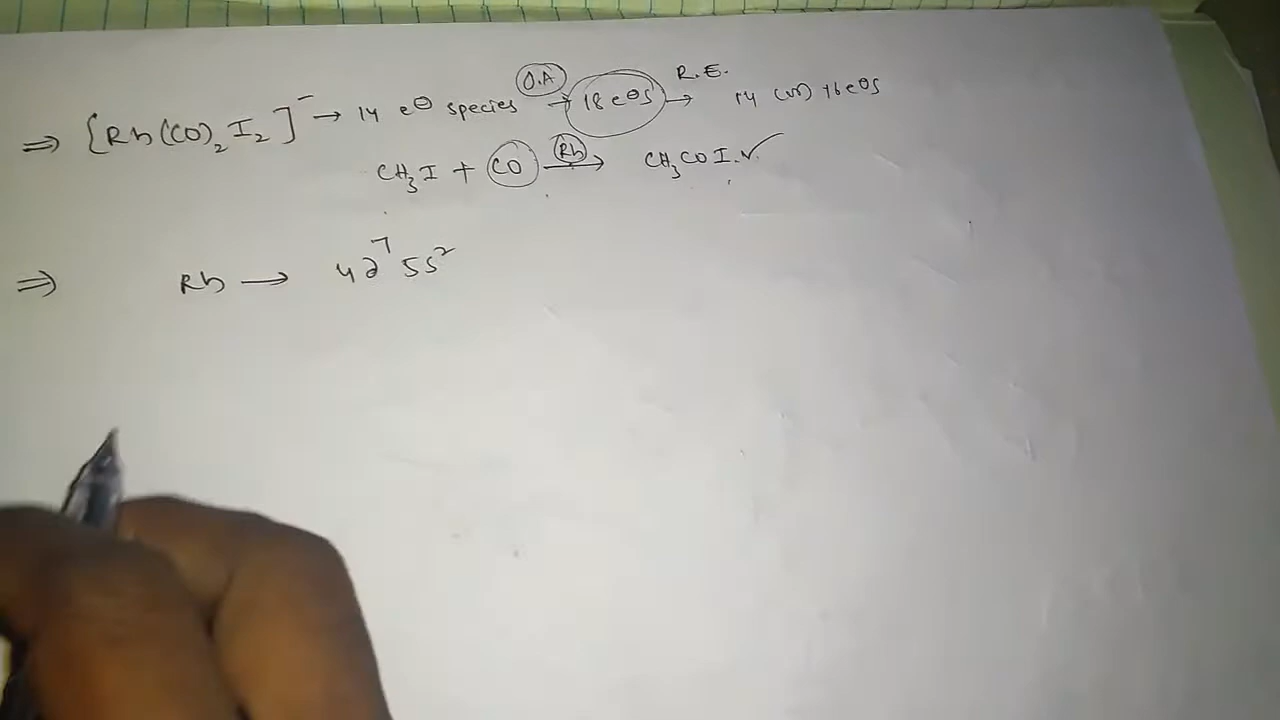 ⇒ [Rh(CO)₂I₂]⁻ → 14 e⊖ species —O.A→ 18 e⊖s —R.E.→ 14 (or) 16 e⊖s
CH₃I + CO —Rh→ CH₃COI. ✓
⇒ Rh → 4d⁷ 5s²